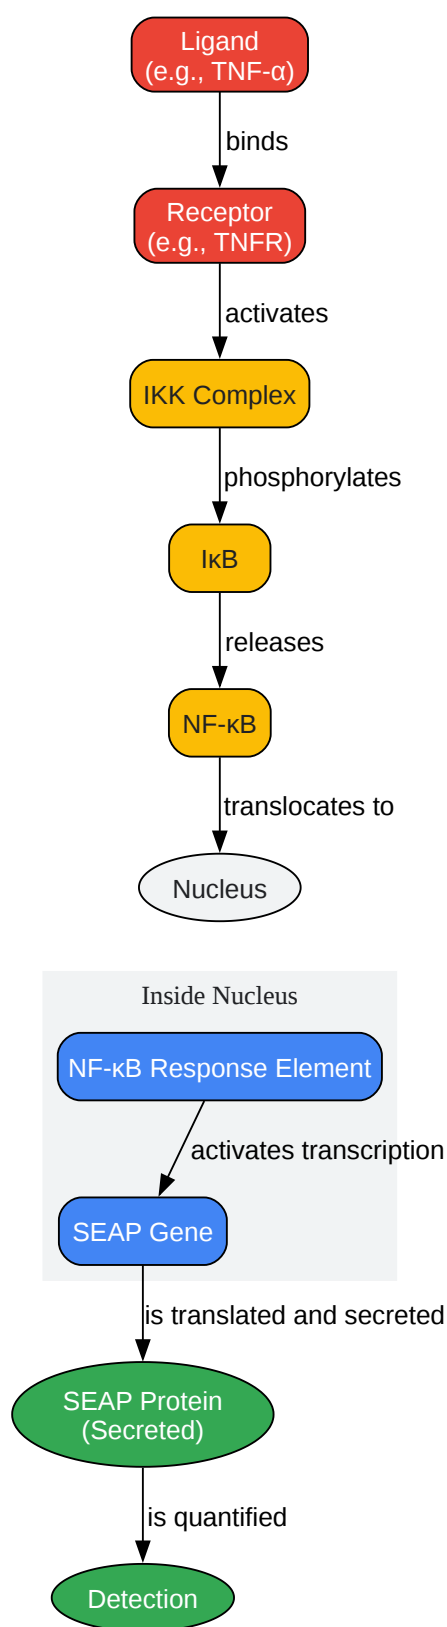 Ligand
(e.g., TNF-α)
binds
Receptor
(e.g., TNFR)
activates
IKK Complex
phosphorylates
IκB
releases
NF-κB
translocates to
Nucleus
Inside Nucleus
NF-κB Response Element
activates transcription
SEAP Gene
is translated and secreted
SEAP Protein
(Secreted)
is quantified
Detection